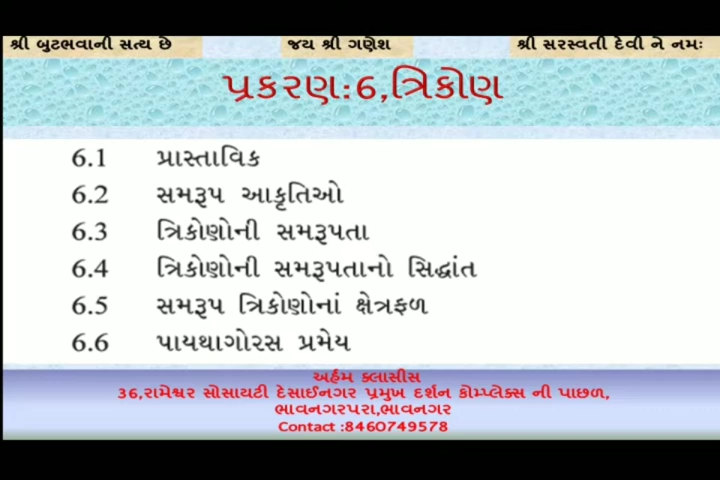 શ્રી બુટભવાની સત્ય છે જય શ્રી ગણેશ શ્રી સરસ્વતી દેવી ને નમઃ
પ્રકરણ:6,ત્રિકોણ
6.1 પ્રાસ્તાવિક
6.2 સમરૂપ આકૃતિઓ
6.3 ત્રિકોણોની સમરૂપતા
6.4 ત્રિકોણોની સમરૂપતાનો સિદ્ધાંત
6.5 સમરૂપ ત્રિકોણોનાં ક્ષેત્રફળ
6.6 પાયથાગોરસ પ્રમેય
અર્હમ ક્લાસીસ
36,રામેશ્વર સોસાયટી દેસાઈનગર પ્રમુખ દર્શન કોમ્પ્લેક્સ ની પાછળ,
ભાવનગરપરા,ભાવનગર
Contact :8460749578